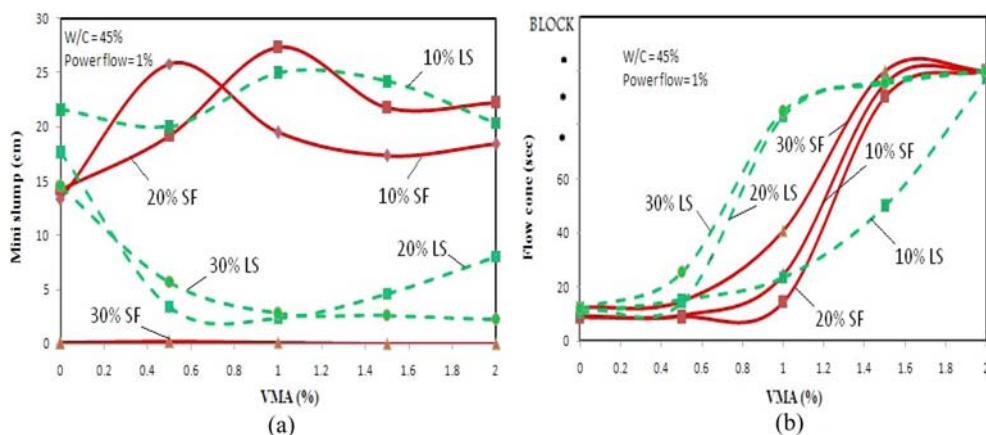 30
25
20
15
10
5
0
Mini slump (cm)
W/C = 45%
Powerflow=1%
10% LS
20% SF
10% SF
30% LS
20% LS
30% SF
0 0.2 0.4 0.6 0.8 1 1.2 1.4 1.6 1.8 2
VMA (%)
(a)
BLOCK
80
60
40
20
0
Flow cone (sec)
W/C = 45%
Powerflow=1%
30% LS
20% LS
30% SF
10% SF
10% LS
20% SF
0 0.2 0.4 0.6 0.8 1 1.2 1.4 1.6 1.8 2
VMA (%)
(b)